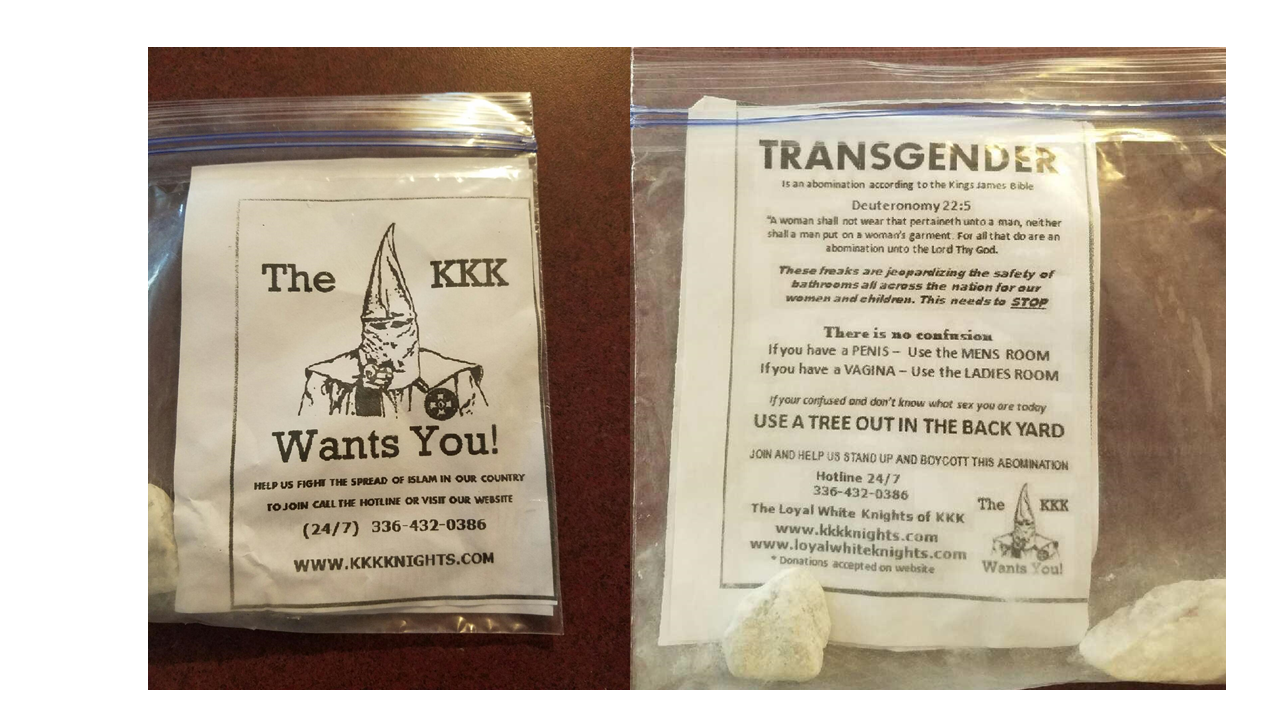 The KKK
Wants You!
HELP US FIGHT THE SPREAD OF ISLAM IN OUR COUNTRY
TO JOIN CALL THE HOTLINE OR VISIT OUR WEBSITE
(24/7) 336-432-0386
WWW.KKKKNIGHTS.COM
TRANSGENDER
Is an abomination according to the Kings James Bible
Deuteronomy 22:5
"A woman shall not wear that pertaineth unto a man, neither
shall a man put on a woman's garment. For all that do are an
abomination unto the Lord Thy God.
These freaks are jeopardizing the safety of
bathrooms all across the nation for our
women and children. This needs to STOP
There is no confusion
If you have a PENIS – Use the MENS ROOM
If you have a VAGINA – Use the LADIES ROOM
If your confused and don't know what sex you are today
USE A TREE OUT IN THE BACK YARD
JOIN AND HELP US STAND UP AND BOYCOTT THIS ABOMINATION
Hotline 24/7
336-432-0386
The Loyal White Knights of KKK
www.kkkknights.com
www.loyalwhiteknights.com
* Donations accepted on website
The KKK
Wants You!